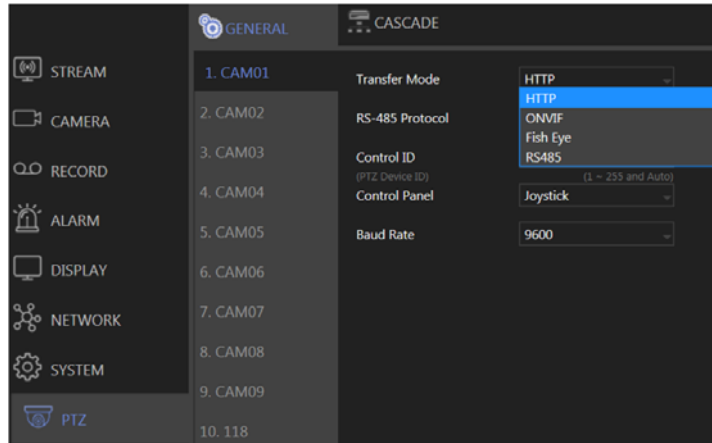 GENERAL
CASCADE
STREAM
CAMERA
RECORD
ALARM
DISPLAY
NETWORK
SYSTEM
PTZ
1. CAM01
2. CAM02
3. CAM03
4. CAM04
5. CAM05
6. CAM06
7. CAM07
8. CAM08
9. CAM09
10. 118
Transfer Mode
HTTP
HTTP
ONVIF
Fish Eye
RS485
RS-485 Protocol
Control ID
(PTZ Device ID)
(1 ~ 255 and Auto)
Control Panel
Joystick
Baud Rate
9600